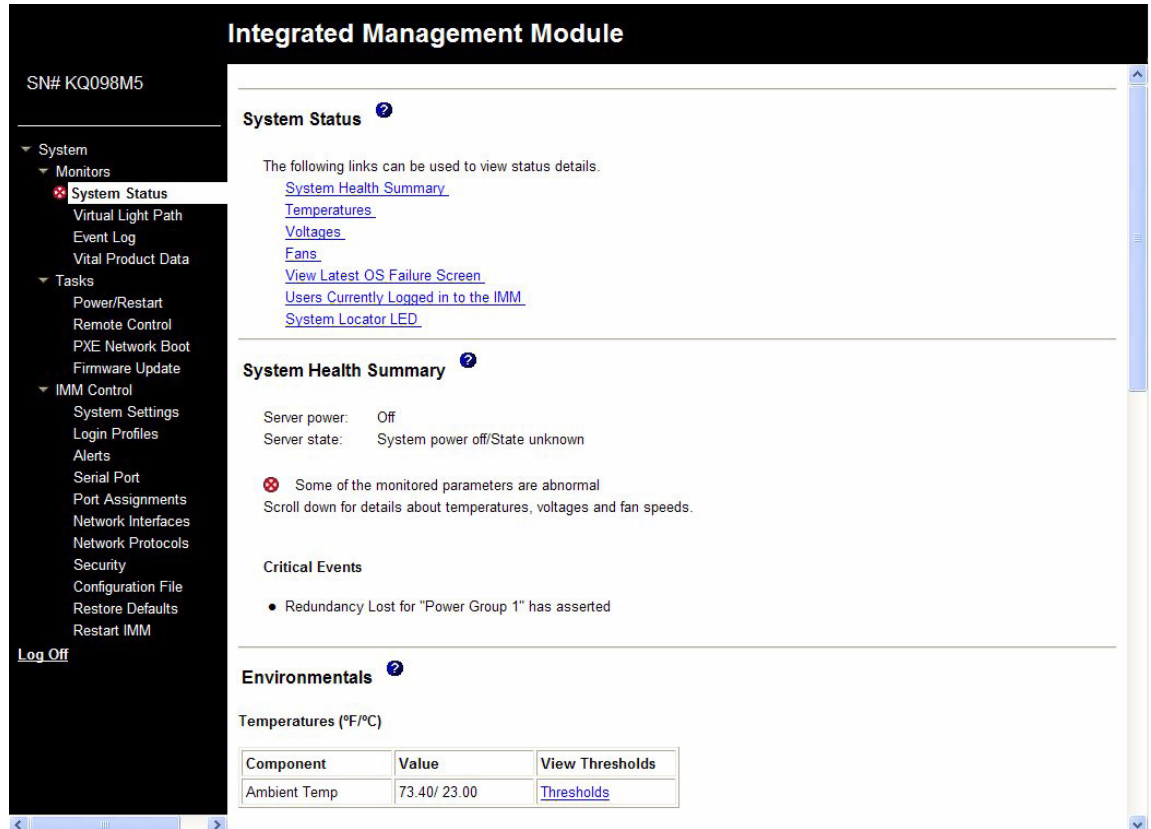 Integrated Management Module
SN# KQ098M5
System
Monitors
System Status
Virtual Light Path
Event Log
Vital Product Data
Tasks
Power/Restart
Remote Control
PXE Network Boot
Firmware Update
IMM Control
System Settings
Login Profiles
Alerts
Serial Port
Port Assignments
Network Interfaces
Network Protocols
Security
Configuration File
Restore Defaults
Restart IMM
Log Off
System Status ?
The following links can be used to view status details.
System Health Summary
Temperatures
Voltages
Fans
View Latest OS Failure Screen
Users Currently Logged in to the IMM
System Locator LED
System Health Summary ?
Server power: Off
Server state: System power off/State unknown
Some of the monitored parameters are abnormal
Scroll down for details about temperatures, voltages and fan speeds.
Critical Events
• Redundancy Lost for "Power Group 1" has asserted
Environmentals ?
Temperatures (ºF/ºC)
Component Value View Thresholds
Ambient Temp 73.40/ 23.00 Thresholds